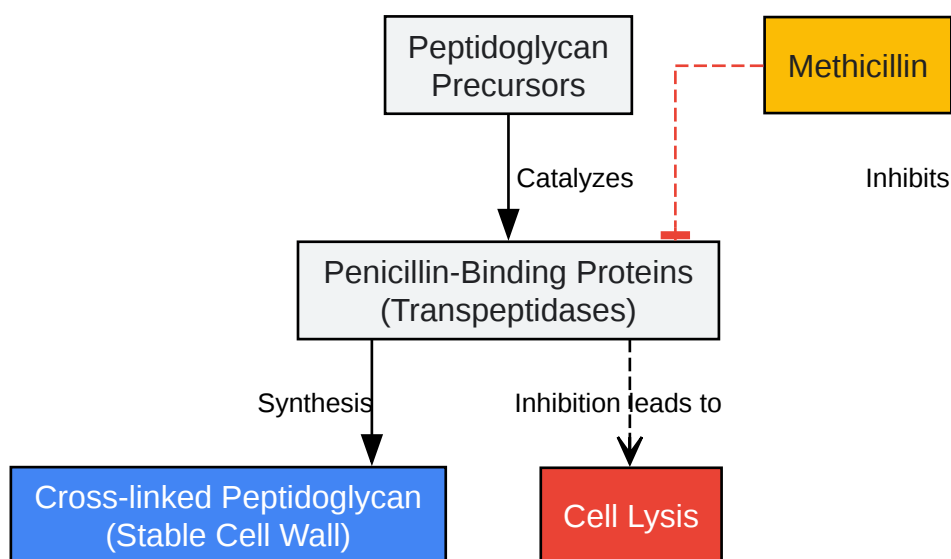 Peptidoglycan
Precursors
Methicillin
Catalyzes
Inhibits
Penicillin-Binding Proteins
(Transpeptidases)
Synthesis
Inhibition leads to
Cross-linked Peptidoglycan
(Stable Cell Wall)
Cell Lysis